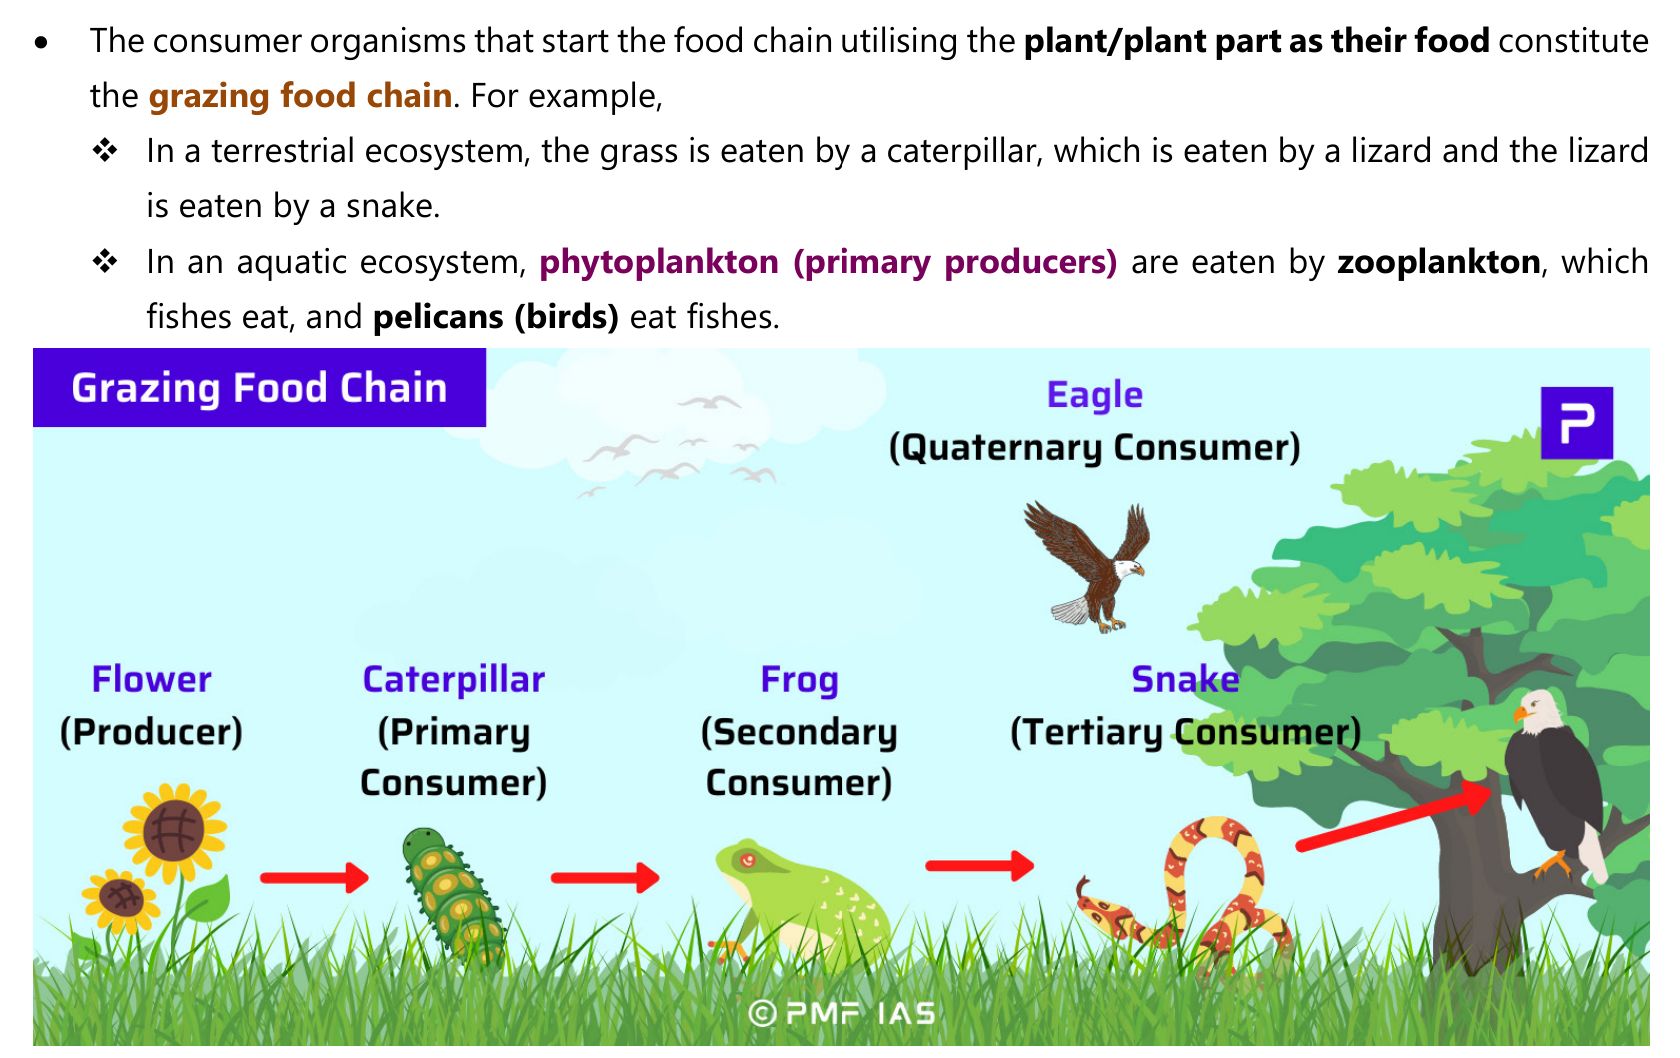 • The consumer organisms that start the food chain utilising the plant/plant part as their food constitute
the grazing food chain. For example,
❖ In a terrestrial ecosystem, the grass is eaten by a caterpillar, which is eaten by a lizard and the lizard
is eaten by a snake.
❖ In an aquatic ecosystem, phytoplankton (primary producers) are eaten by zooplankton, which
fishes eat, and pelicans (birds) eat fishes.
Grazing Food Chain
Eagle
(Quaternary Consumer)
P
Flower
(Producer)
Caterpillar
(Primary
Consumer)
Frog
(Secondary
Consumer)
Snake
(Tertiary Consumer)
© PMF IAS